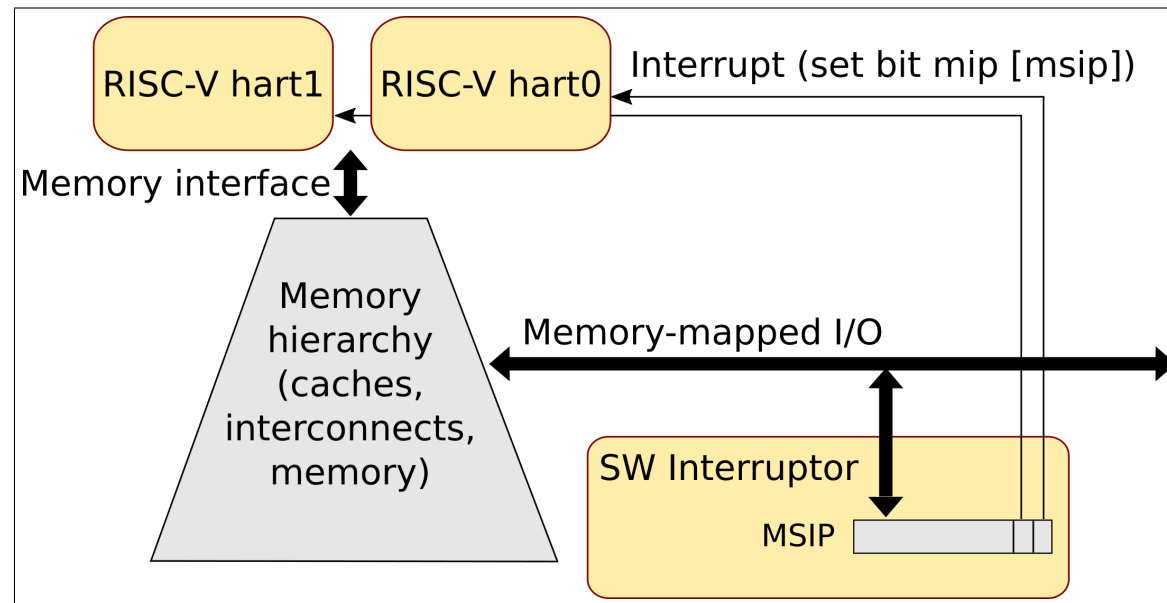 RISC-V hart1
RISC-V hart0
Interrupt (set bit mip [msip])
Memory interface
Memory
hierarchy
(caches,
interconnects,
memory)
Memory-mapped I/O
SW Interruptor
MSIP